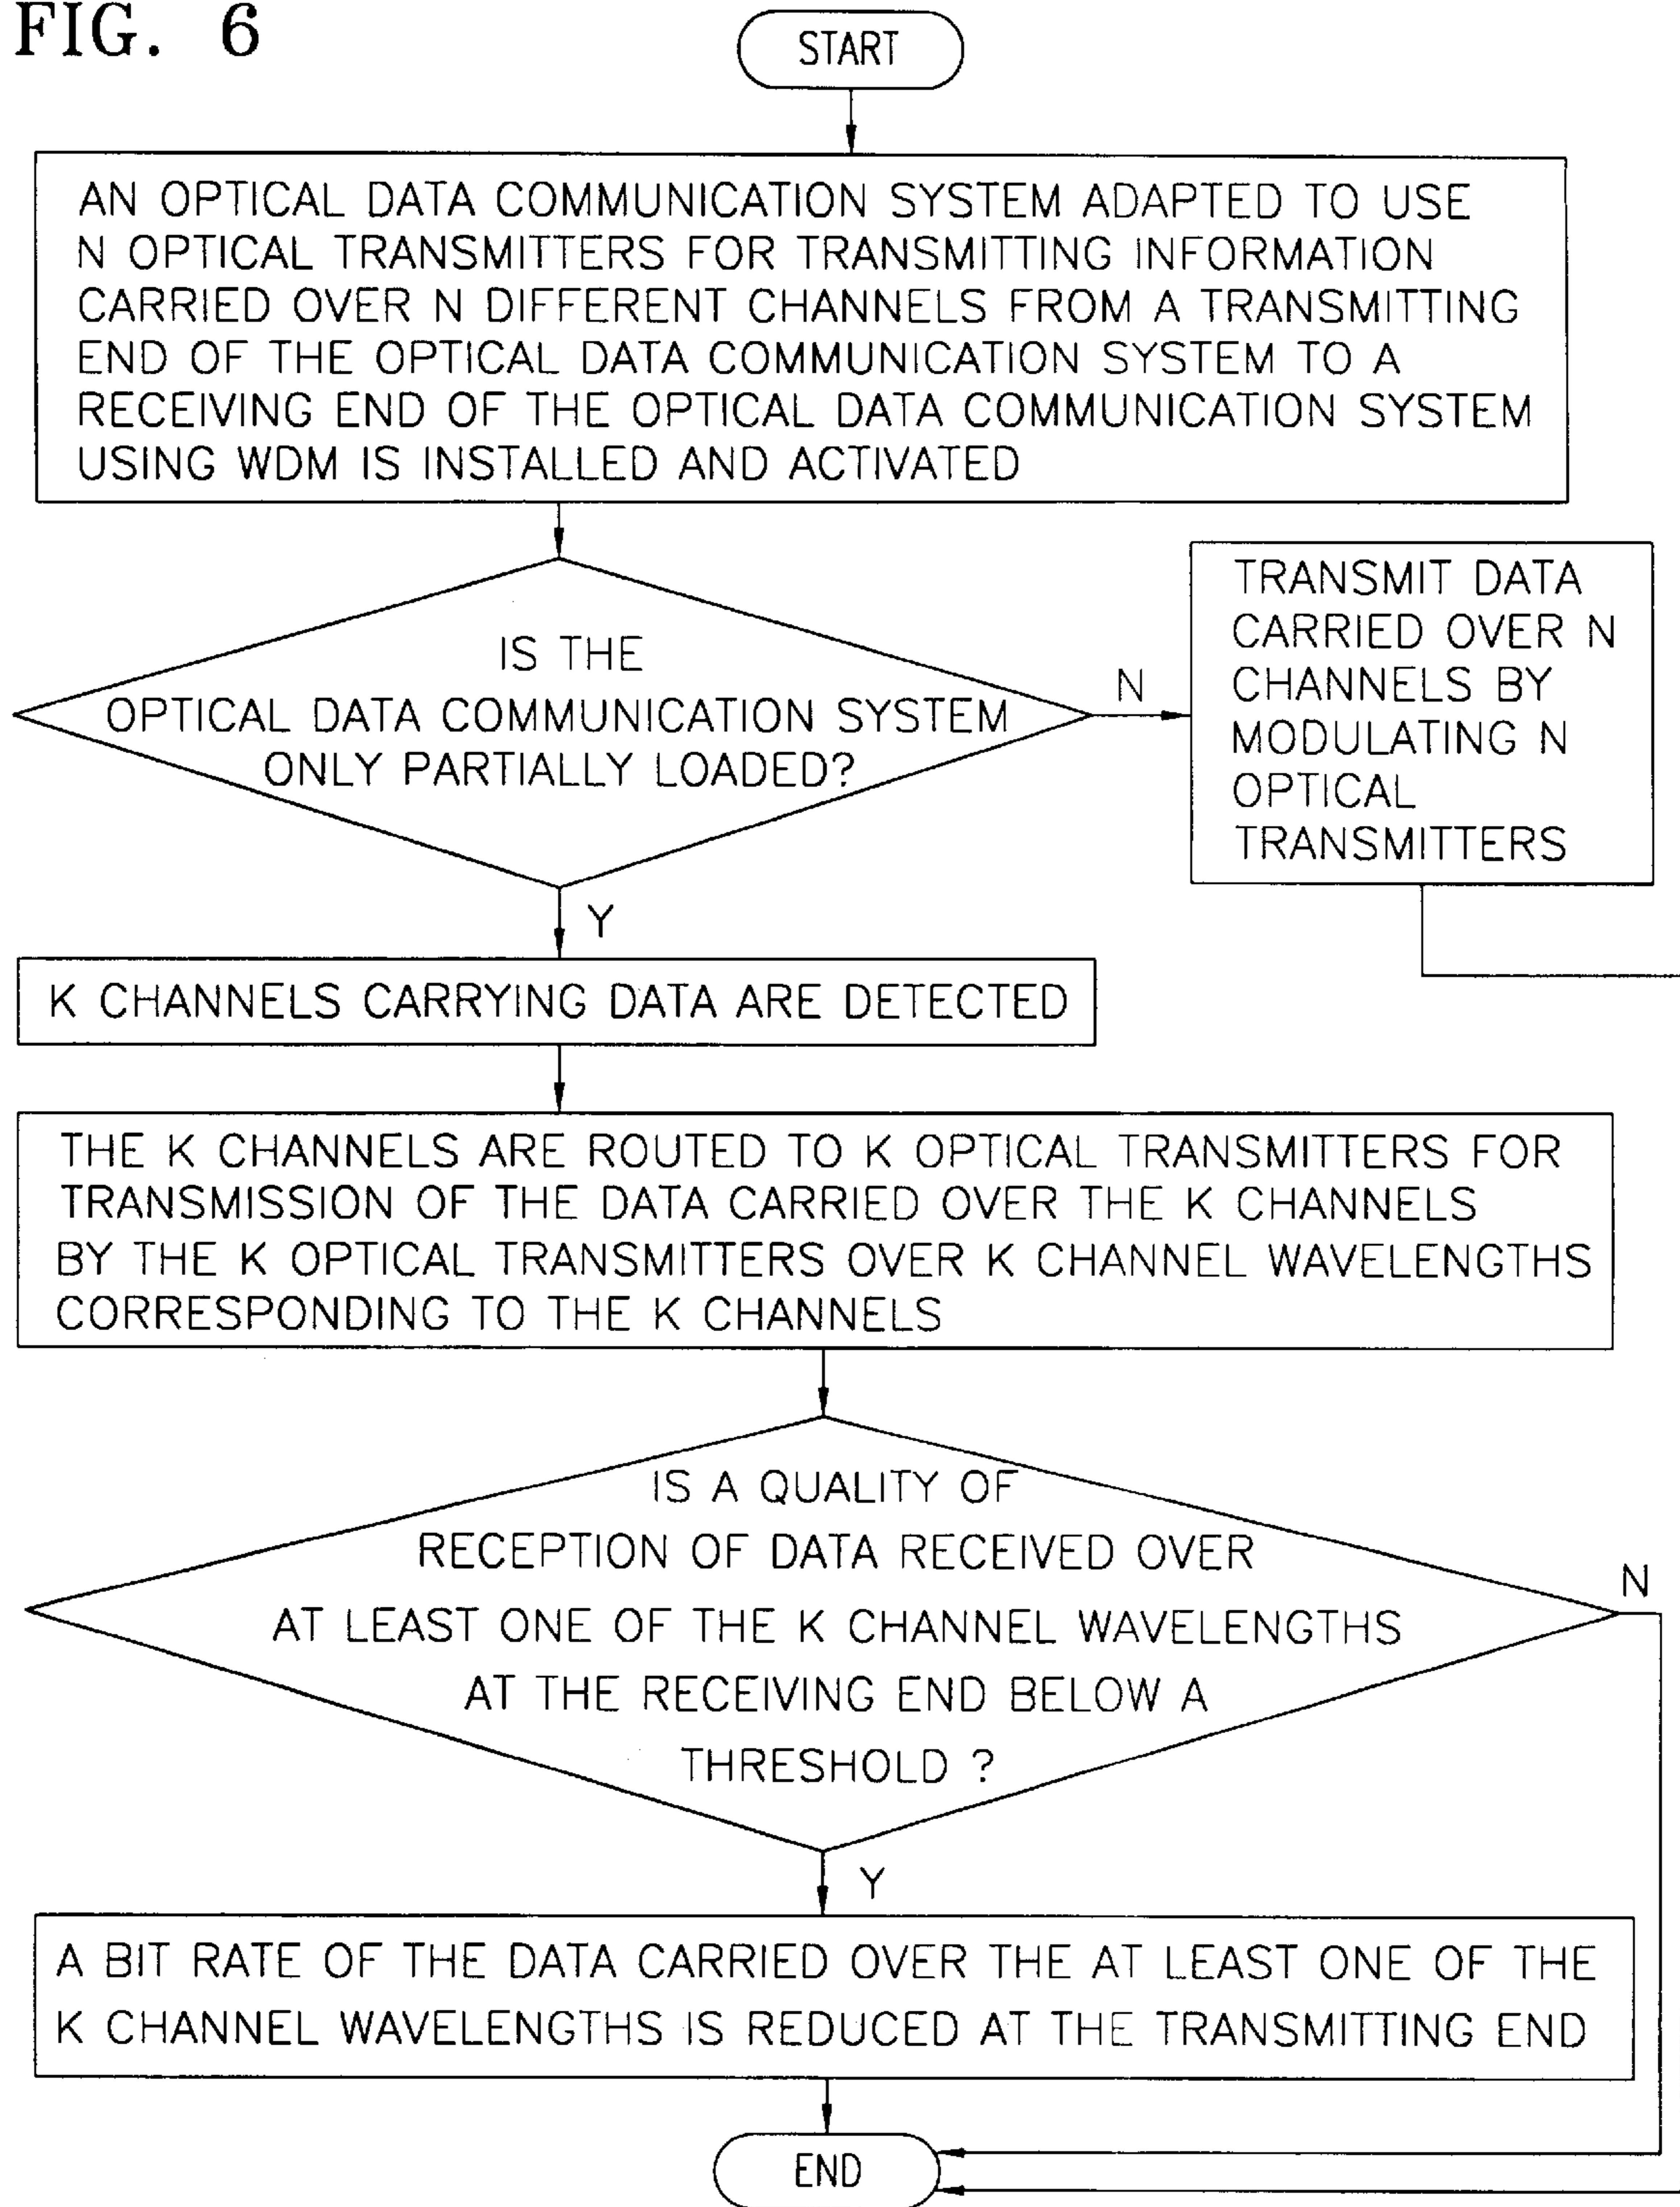 FIG. 6
START
AN OPTICAL DATA COMMUNICATION SYSTEM ADAPTED TO USE
N OPTICAL TRANSMITTERS FOR TRANSMITTING INFORMATION
CARRIED OVER N DIFFERENT CHANNELS FROM A TRANSMITTING
END OF THE OPTICAL DATA COMMUNICATION SYSTEM TO A
RECEIVING END OF THE OPTICAL DATA COMMUNICATION SYSTEM
USING WDM IS INSTALLED AND ACTIVATED
IS THE
OPTICAL DATA COMMUNICATION SYSTEM
ONLY PARTIALLY LOADED?
N
TRANSMIT DATA
CARRIED OVER N
CHANNELS BY
MODULATING N
OPTICAL
TRANSMITTERS
Y
K CHANNELS CARRYING DATA ARE DETECTED
THE K CHANNELS ARE ROUTED TO K OPTICAL TRANSMITTERS FOR
TRANSMISSION OF THE DATA CARRIED OVER THE K CHANNELS
BY THE K OPTICAL TRANSMITTERS OVER K CHANNEL WAVELENGTHS
CORRESPONDING TO THE K CHANNELS
IS A QUALITY OF
RECEPTION OF DATA RECEIVED OVER
AT LEAST ONE OF THE K CHANNEL WAVELENGTHS
AT THE RECEIVING END BELOW A
THRESHOLD ?
N
Y
A BIT RATE OF THE DATA CARRIED OVER THE AT LEAST ONE OF THE
K CHANNEL WAVELENGTHS IS REDUCED AT THE TRANSMITTING END
END